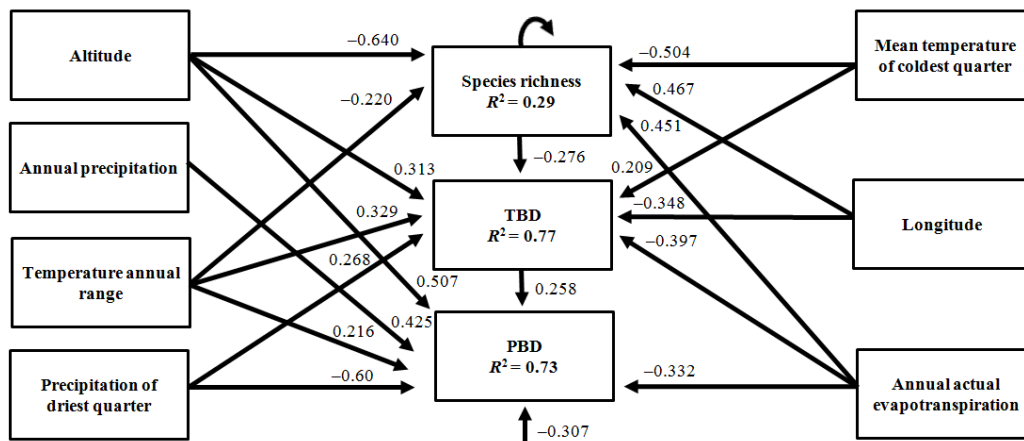 Altitude
Annual precipitation
Temperature annual
range
Precipitation of
driest quarter
−0.640
−0.220
0.313
0.329
0.268
0.507
0.216
0.425
−0.60
Species richness
R² = 0.29
−0.276
TBD
R² = 0.77
0.258
PBD
R² = 0.73
−0.307
−0.504
0.467
0.451
0.209
−0.348
−0.397
−0.332
Mean temperature
of coldest quarter
Longitude
Annual actual
evapotranspiration